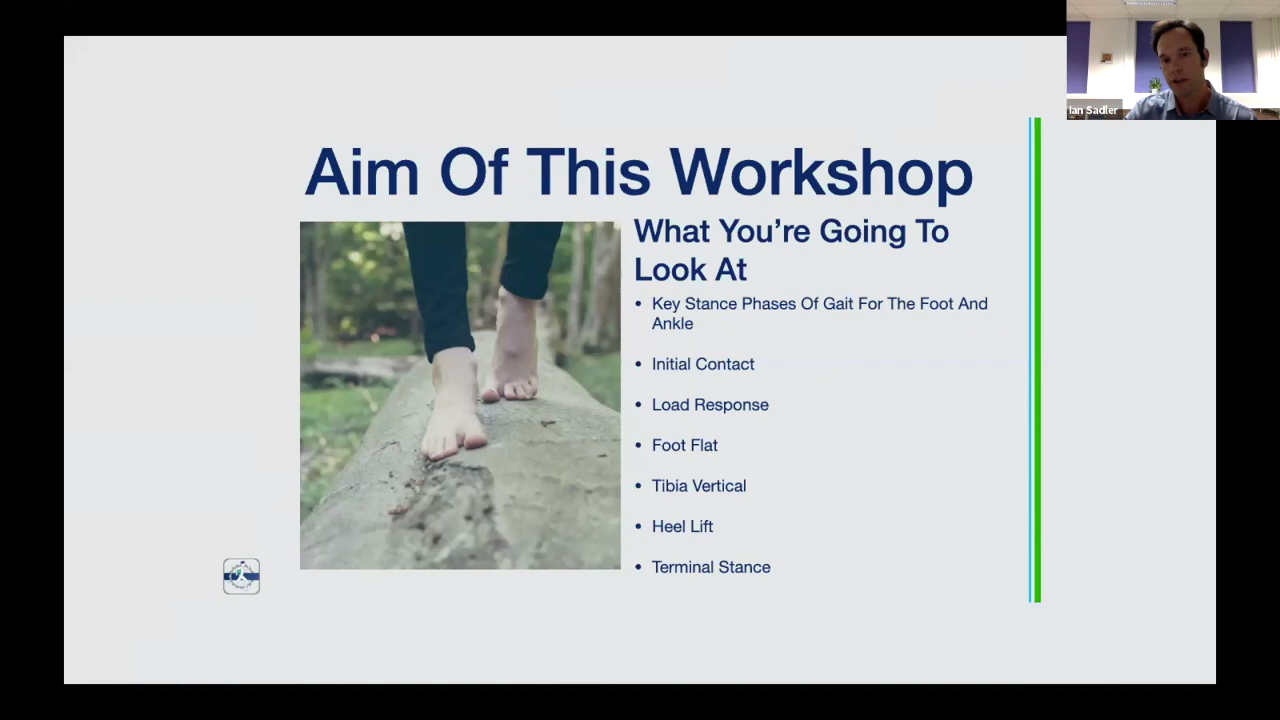 Ian Sadler
Aim Of This Workshop
What You're Going To
Look At
• Key Stance Phases Of Gait For The Foot And
Ankle
• Initial Contact
• Load Response
• Foot Flat
• Tibia Vertical
• Heel Lift
• Terminal Stance